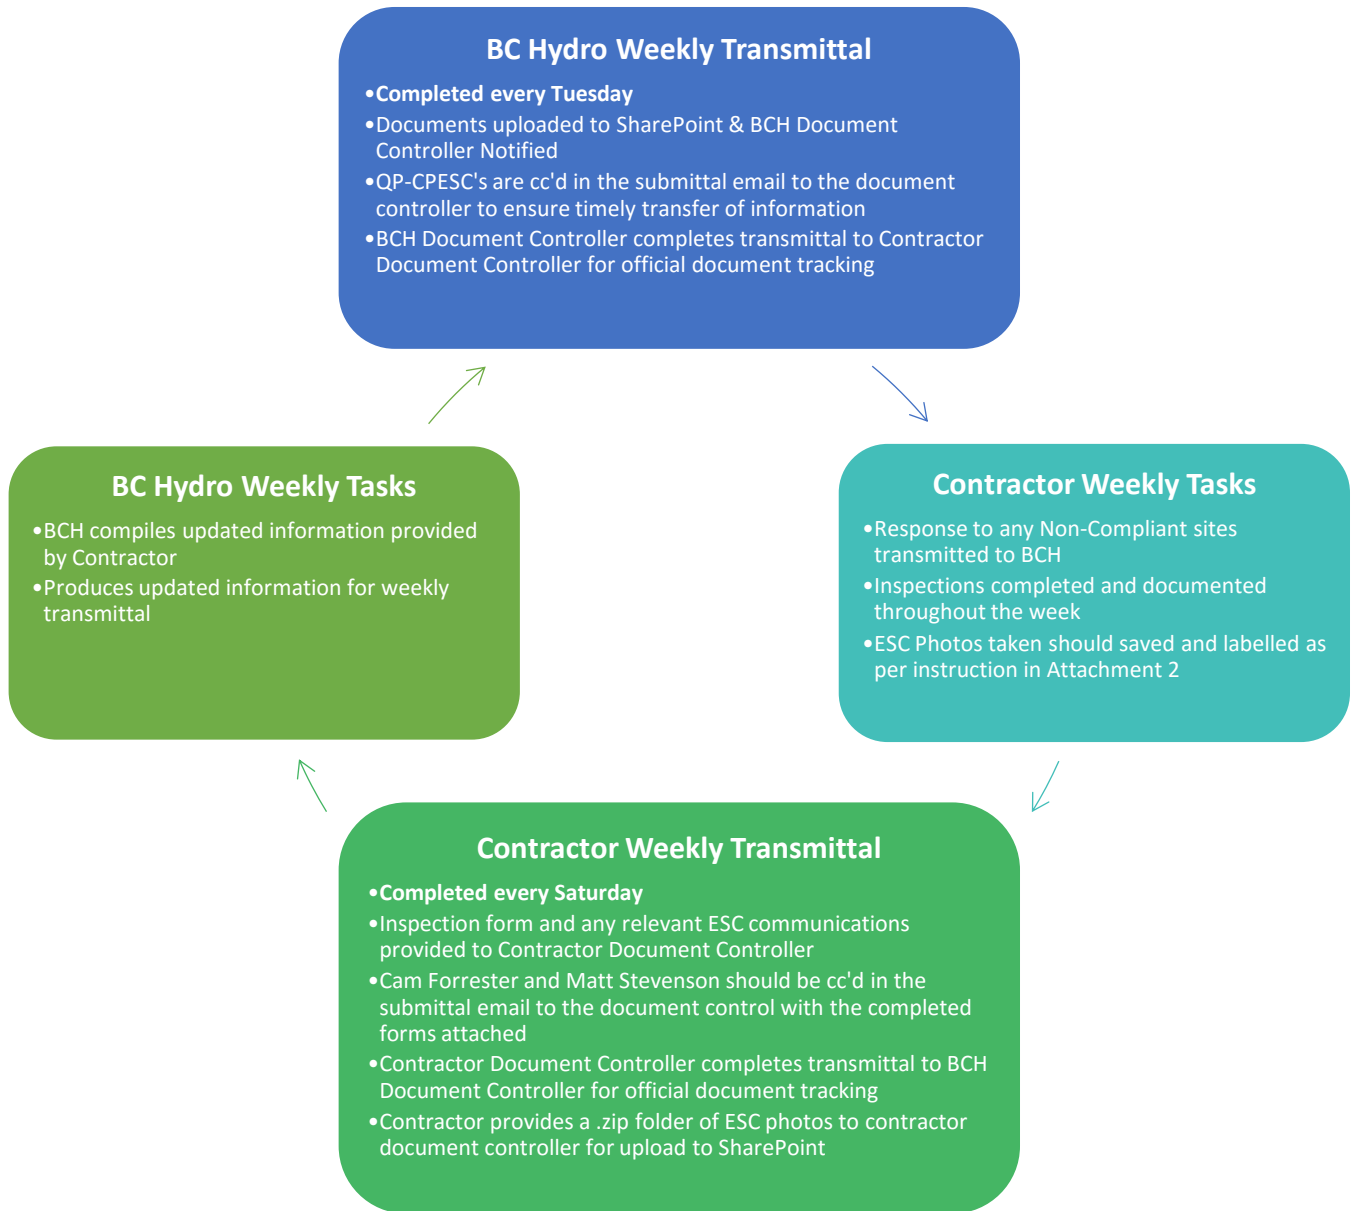 BC Hydro Weekly Transmittal
•Completed every Tuesday
•Documents uploaded to SharePoint & BCH Document
Controller Notified
•QP-CPESC's are cc'd in the submittal email to the document
controller to ensure timely transfer of information
•BCH Document Controller completes transmittal to Contractor
Document Controller for official document tracking
Contractor Weekly Tasks
•Response to any Non-Compliant sites
transmitted to BCH
•Inspections completed and documented
throughout the week
•ESC Photos taken should saved and labelled as
per instruction in Attachment 2
Contractor Weekly Transmittal
•Completed every Saturday
•Inspection form and any relevant ESC communications
provided to Contractor Document Controller
•Cam Forrester and Matt Stevenson should be cc'd in the
submittal email to the document control with the completed
forms attached
•Contractor Document Controller completes transmittal to BCH
Document Controller for official document tracking
•Contractor provides a .zip folder of ESC photos to contractor
document controller for upload to SharePoint
BC Hydro Weekly Tasks
•BCH compiles updated information provided
by Contractor
•Produces updated information for weekly
transmittal